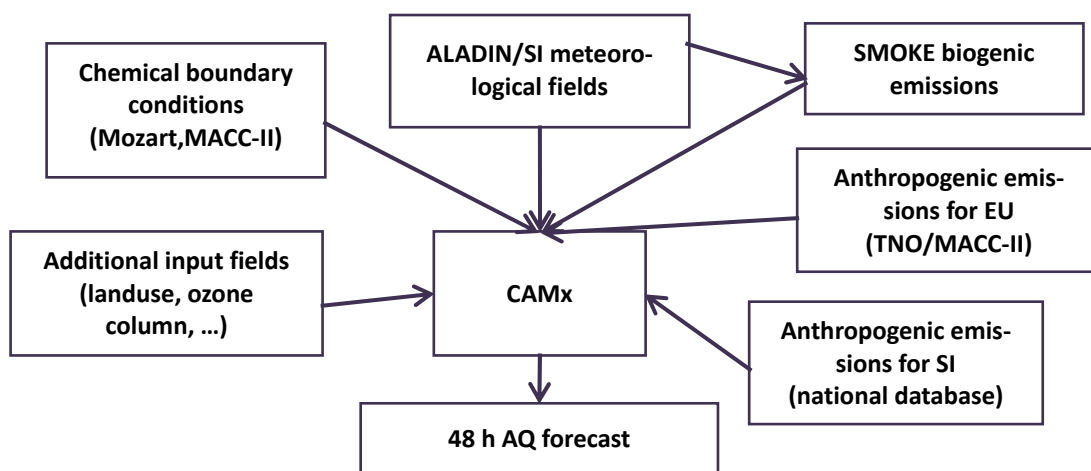 Chemical boundary
conditions
(Mozart,MACC-II)
ALADIN/SI meteoro-
logical fields
SMOKE biogenic
emissions
Anthropogenic emis-
sions for EU
(TNO/MACC-II)
Additional input fields
(landuse, ozone
column, ...)
CAMx
Anthropogenic emis-
sions for SI
(national database)
48 h AQ forecast